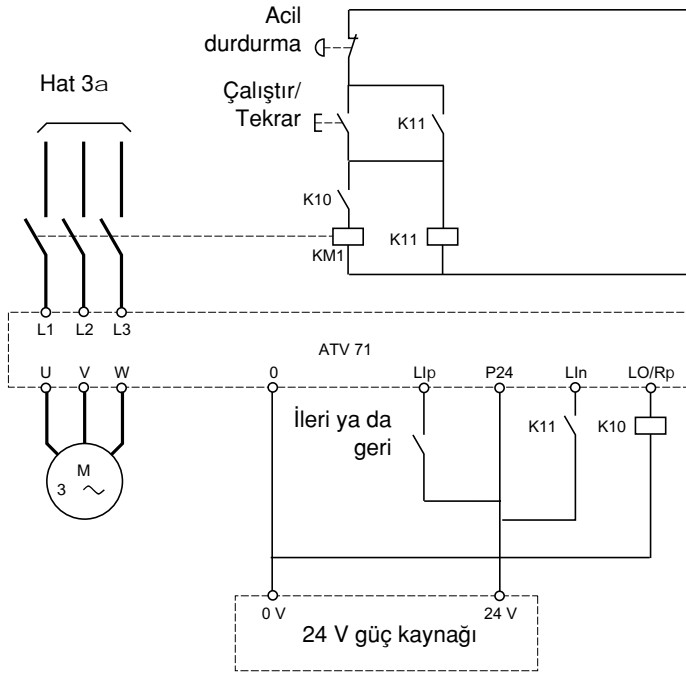 Acil
durdurma
Hat 3a
Çalıştır/
Tekrar
K11
K10
KM1
K11
L1 L2 L3
ATV 71
U V W 0 LIp P24 LIn LO/Rp
İleri ya da
geri
K11
K10
M
3
0 V 24 V
24 V güç kaynağı